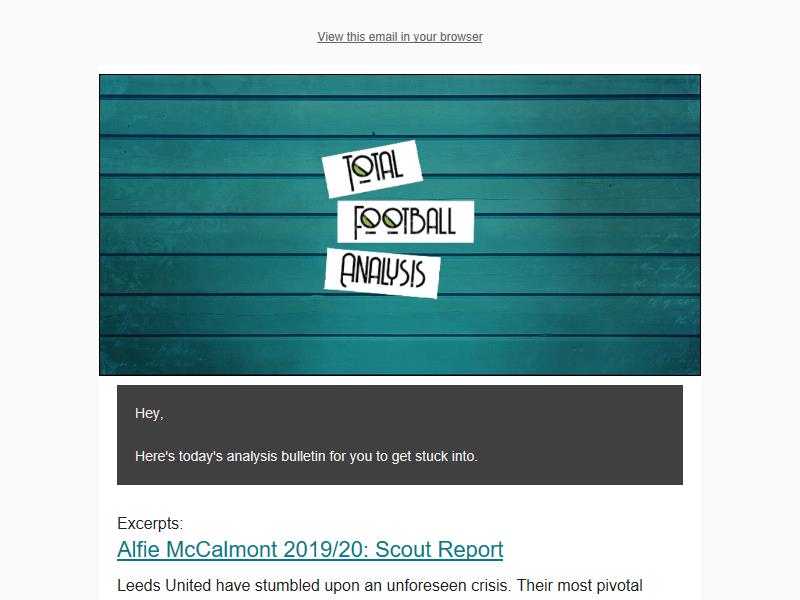 View this email in your browser
TOTAL
FOOTBALL
ANALYSIS
Hey,
Here's today's analysis bulletin for you to get stuck into.
Excerpts:
Alfie McCalmont 2019/20: Scout Report
Leeds United have stumbled upon an unforeseen crisis. Their most pivotal